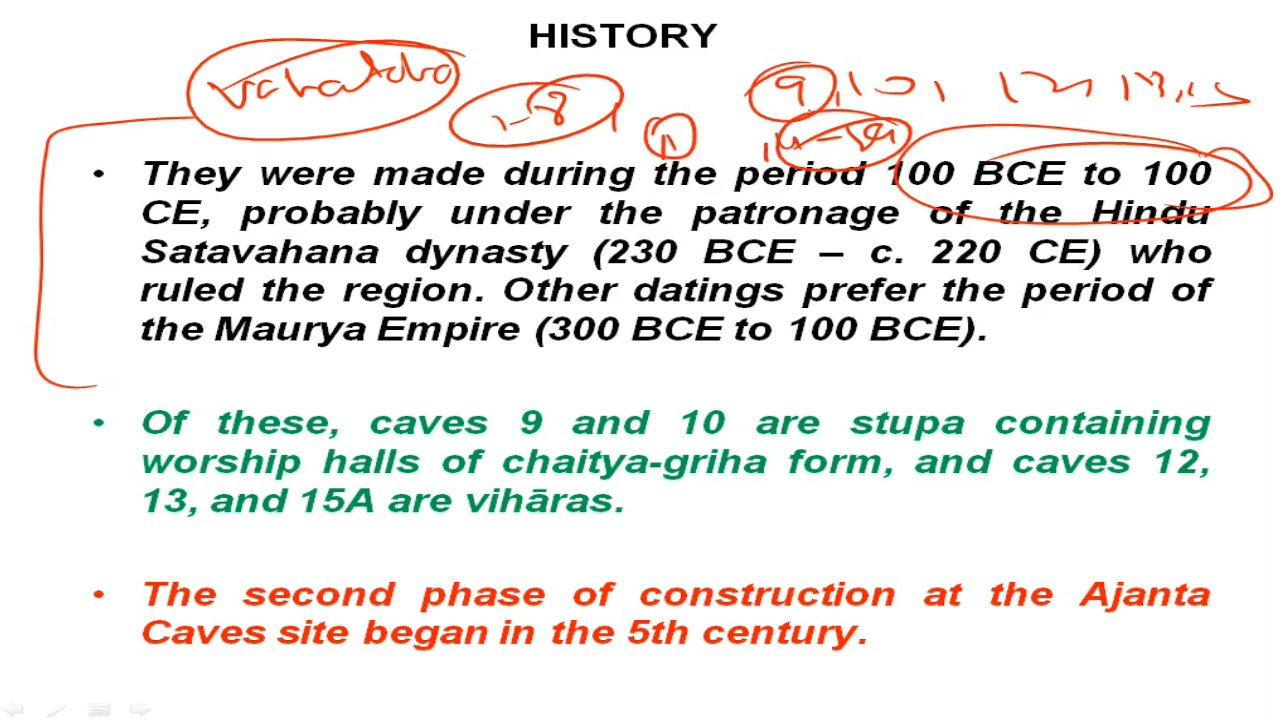 HISTORY
1-8
9, 10, 12, 13, 15
11
, 14-29
• They were made during the period 100 BCE to 100
CE, probably under the patronage of the Hindu
Satavahana dynasty (230 BCE – c. 220 CE) who
ruled the region. Other datings prefer the period of
the Maurya Empire (300 BCE to 100 BCE).
• Of these, caves 9 and 10 are stupa containing
worship halls of chaitya-griha form, and caves 12,
13, and 15A are vihāras.
• The second phase of construction at the Ajanta
Caves site began in the 5th century.